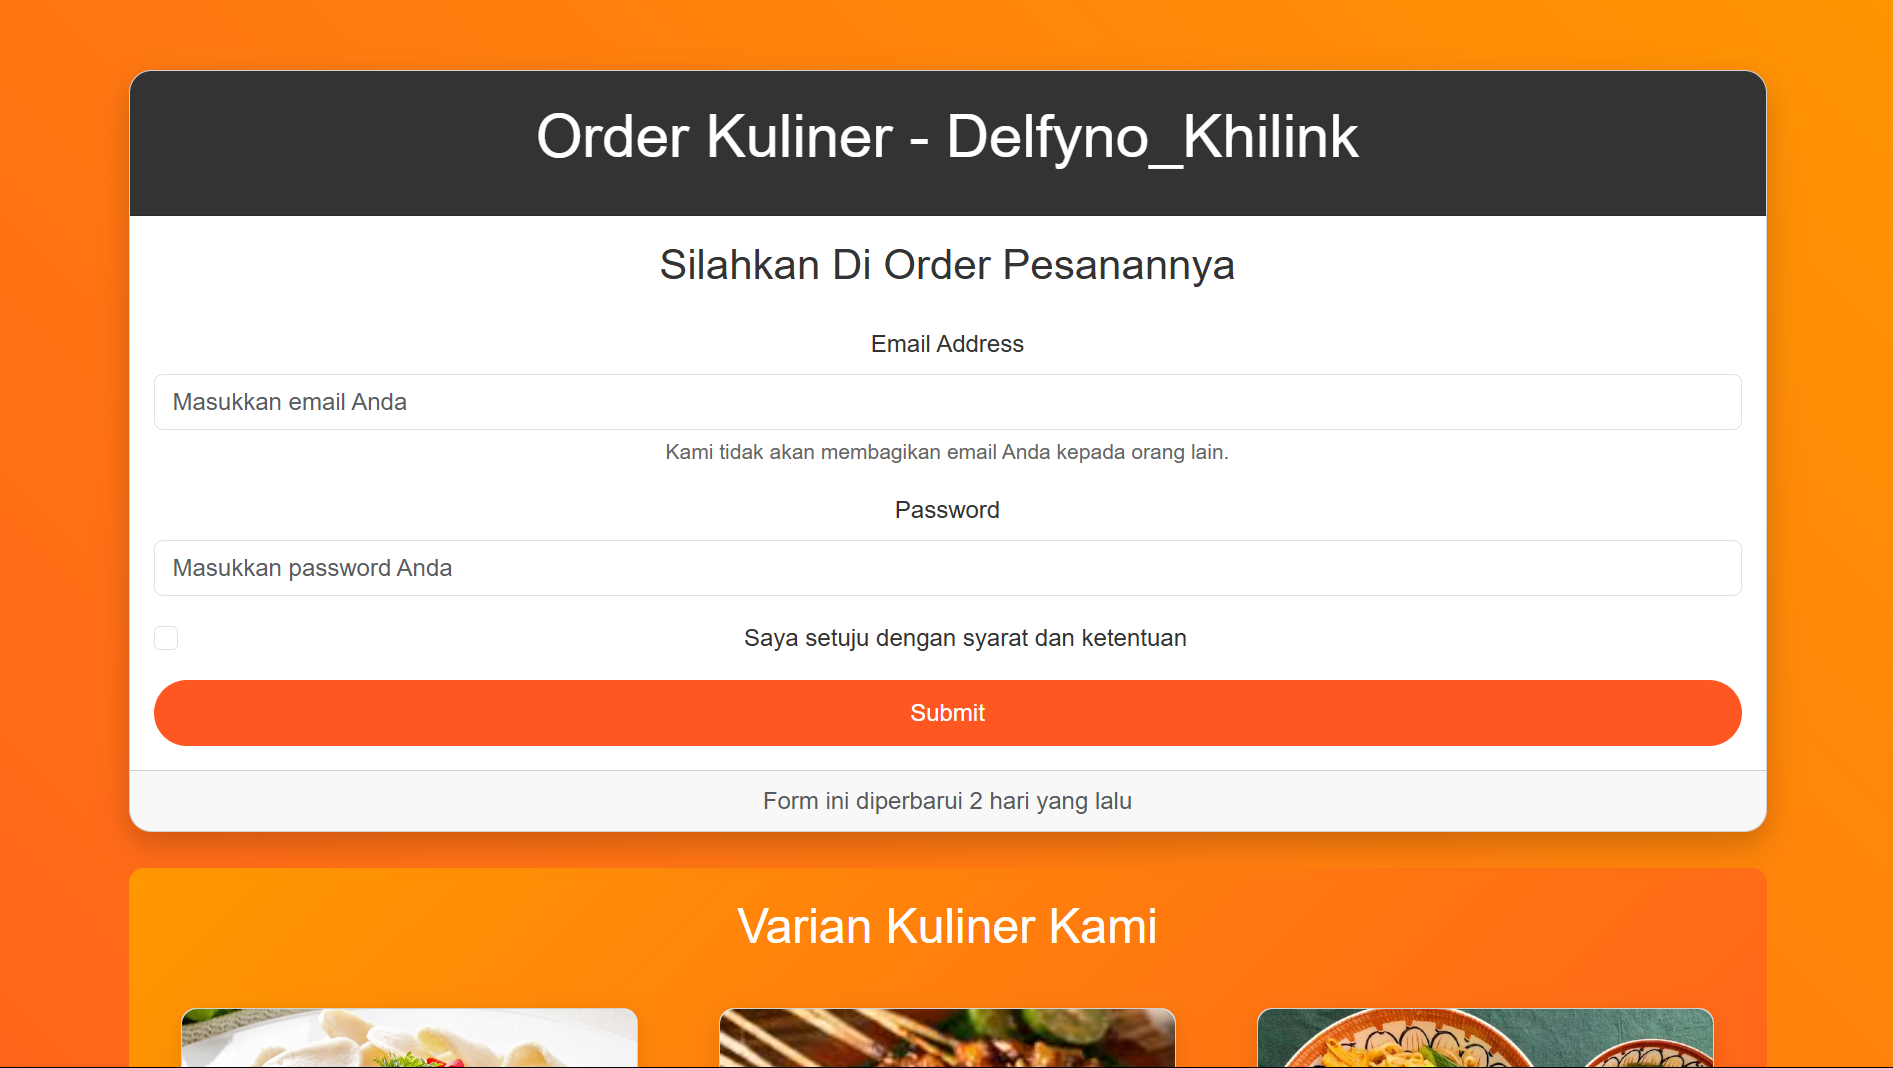 Order Kuliner - Delfyno_Khilink
Silahkan Di Order Pesanannya
Email Address
Masukkan email Anda
Kami tidak akan membagikan email Anda kepada orang lain.
Password
Masukkan password Anda
Saya setuju dengan syarat dan ketentuan
Submit
Form ini diperbarui 2 hari yang lalu
Varian Kuliner Kami